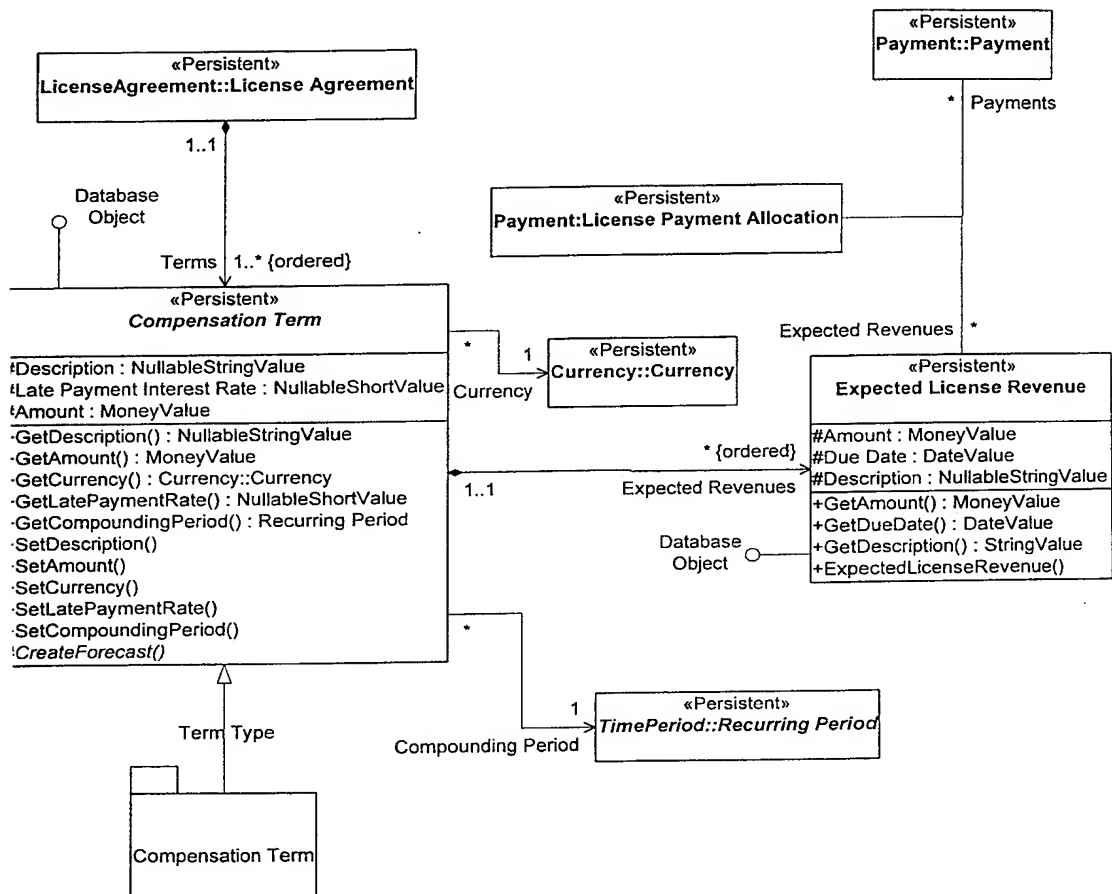 «Persistent»
LicenseAgreement::License Agreement
1..1
Database
Object
Terms 1..* {ordered}
«Persistent»
Payment::Payment
* Payments
«Persistent»
Payment:License Payment Allocation
Expected Revenues *
«Persistent»
Compensation Term
Description : NullableStringValue
Late Payment Interest Rate : NullableShortValue
Amount : MoneyValue
GetDescription() : NullableStringValue
GetAmount() : MoneyValue
GetCurrency() : Currency::Currency
GetLatePaymentRate() : NullableShortValue
GetCompoundingPeriod() : Recurring Period
SetDescription()
SetAmount()
SetCurrency()
SetLatePaymentRate()
SetCompoundingPeriod()
CreateForecast()
*
1
Currency
«Persistent»
Currency::Currency
* {ordered}
1..1
Expected Revenues
«Persistent»
Expected License Revenue
#Amount : MoneyValue
#Due Date : DateValue
#Description : NullableStringValue
+GetAmount() : MoneyValue
+GetDueDate() : DateValue
+GetDescription() : StringValue
+ExpectedLicenseRevenue()
Database
Object
*
1
Compounding Period
«Persistent»
TimePeriod::Recurring Period
Term Type
Compensation Term